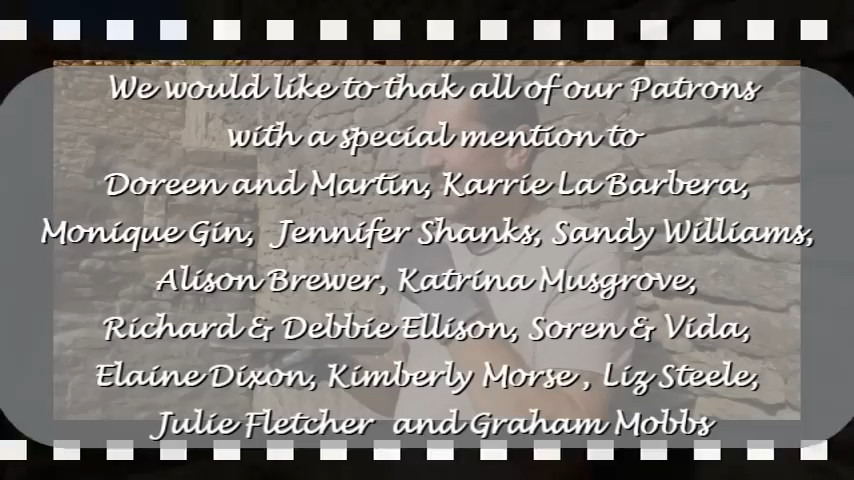 We would like to thak all of our Patrons
with a special mention to
Doreen and Martin, Karrie La Barbera,
Monique Gin, Jennifer Shanks, Sandy Williams,
Alison Brewer, Katrina Musgrove,
Richard & Debbie Ellison, Soren & Vida,
Elaine Dixon, Kimberly Morse , Liz Steele,
Julie Fletcher and Graham Mobbs